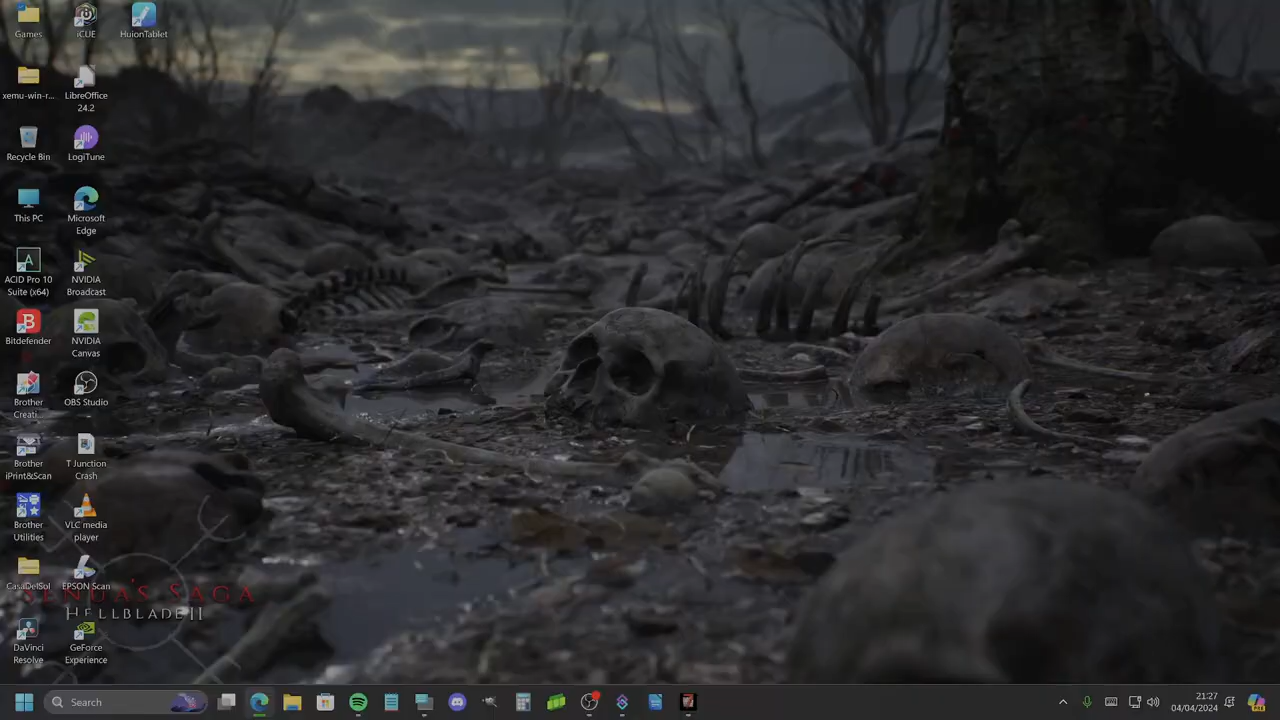 Games
iCUE
HuionTablet
xemu-win-r...
LibreOffice
24.2
Recycle Bin
LogiTune
This PC
Microsoft
Edge
ACID Pro 10
Suite (x64)
NVIDIA
Broadcast
Bitdefender
NVIDIA
Canvas
Brother
Creati...
OBS Studio
Brother
iPrint&Scan
T Junction
Crash
Brother
Utilities
VLC media
player
CasaDelSol
EPSON Scan
SENUA'S SAGA
HELLBLADE II
DaVinci
Resolve
GeForce
Experience
Search
21:27
04/04/2024